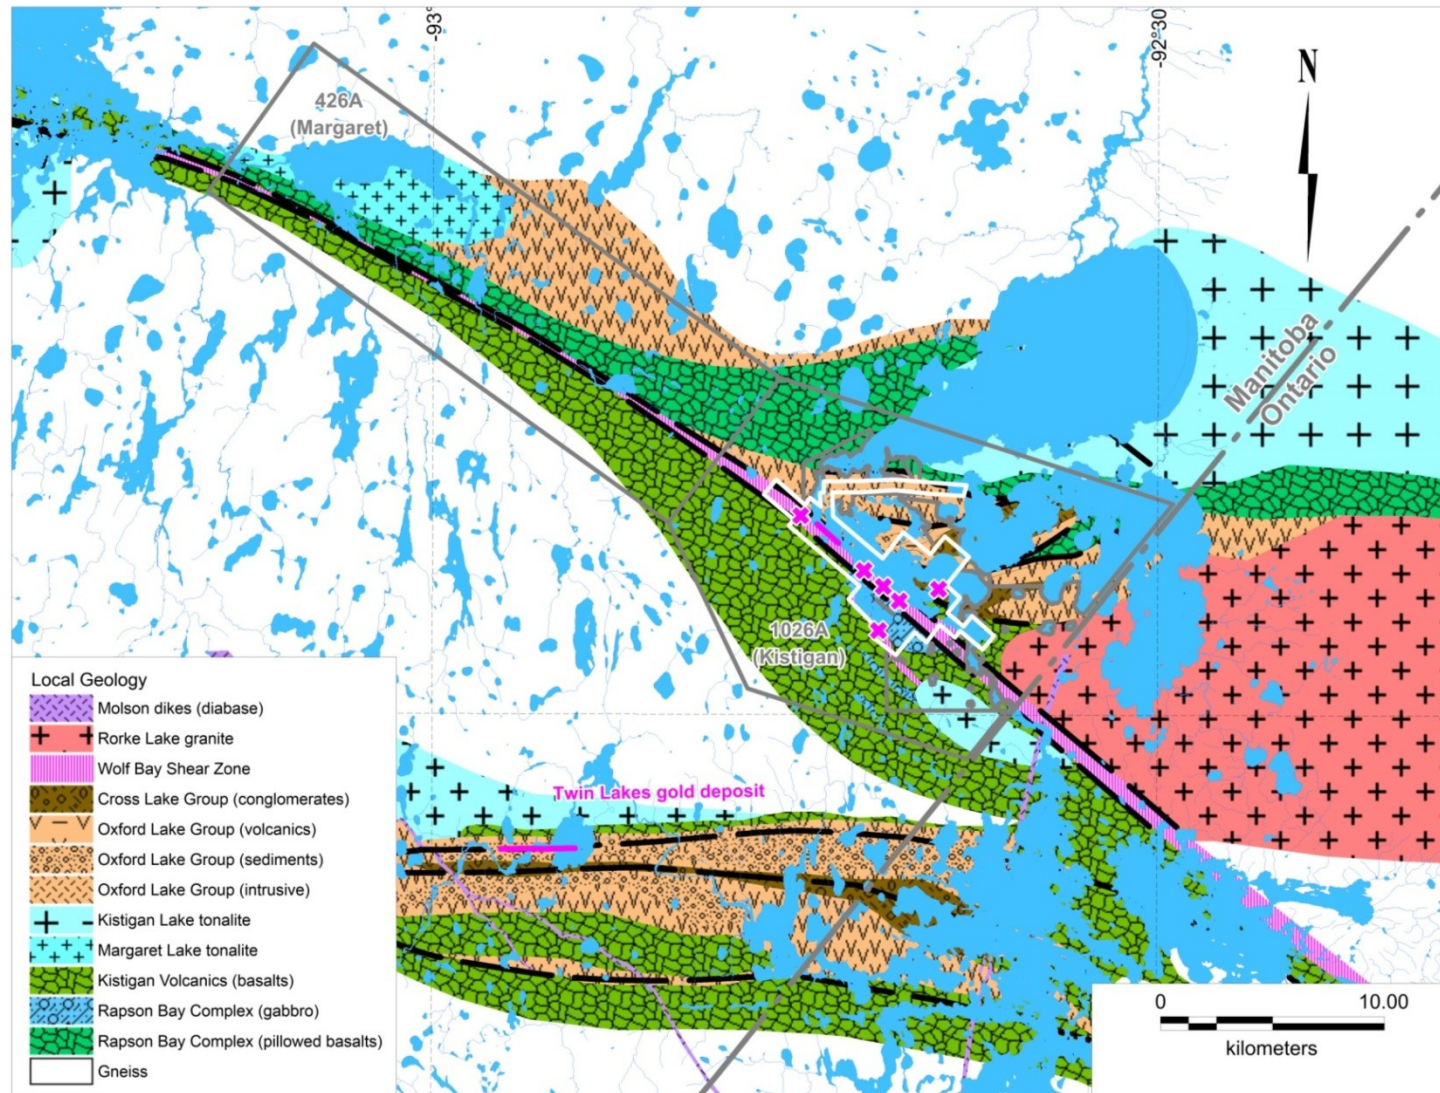 -93°
-92°30
N
426A
(Margaret)
Manitoba
Ontario
1026A
(Kistigan)
Twin Lakes gold deposit
Local Geology
Molson dikes (diabase)
Rorke Lake granite
Wolf Bay Shear Zone
Cross Lake Group (conglomerates)
Oxford Lake Group (volcanics)
Oxford Lake Group (sediments)
Oxford Lake Group (intrusive)
Kistigan Lake tonalite
Margaret Lake tonalite
Kistigan Volcanics (basalts)
Rapson Bay Complex (gabbro)
Rapson Bay Complex (pillowed basalts)
Gneiss
0 10.00
kilometers